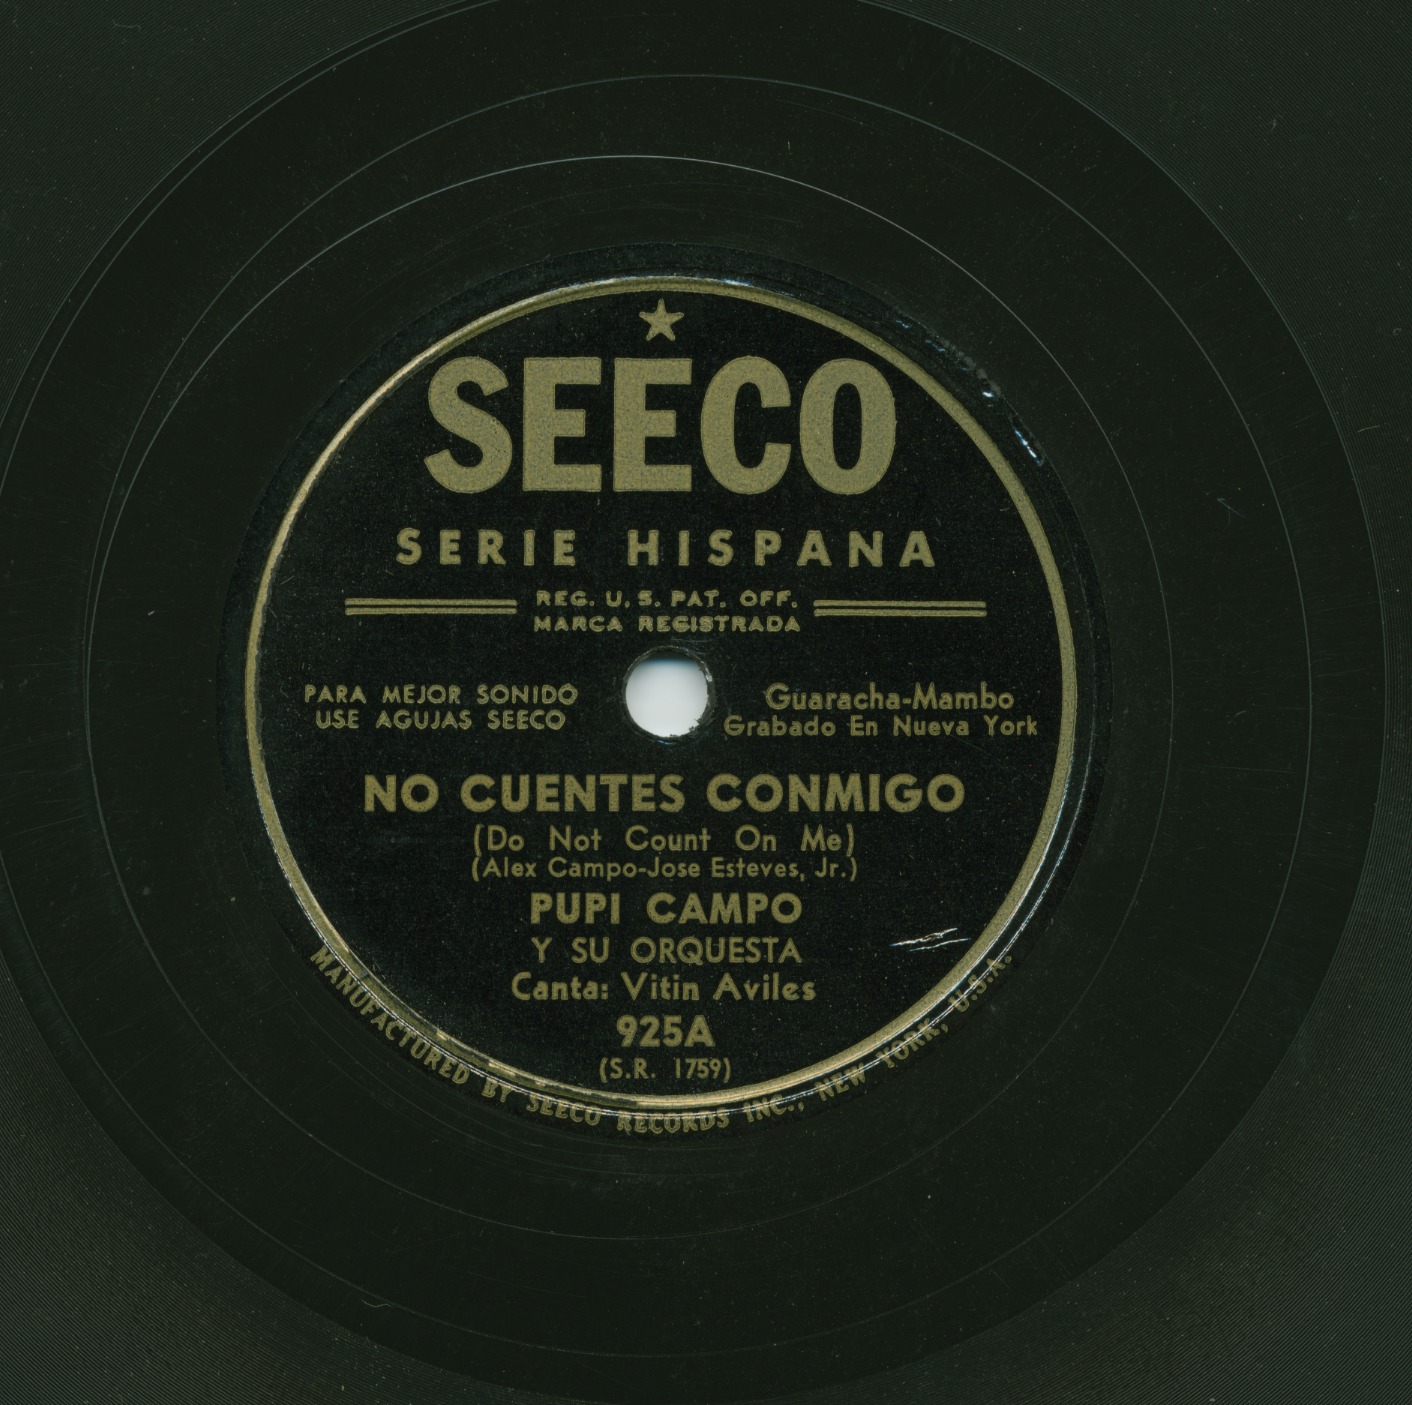 SEECO
SERIE HISPANA
REG. U. S. PAT. OFF.
MARCA REGISTRADA
PARA MEJOR SONIDO
USE AGUJAS SEECO
Guaracha-Mambo
Grabado En Nueva York
NO CUENTES CONMIGO
(Do Not Count On Me)
(Alex Campo-Jose Esteves, Jr.)
PUPI CAMPO
Y SU ORQUESTA
Canta: Vitin Aviles
925A
(S.R. 1759)
MANUFACTURED BY SEECO RECORDS INC., NEW YORK, U.S.A.